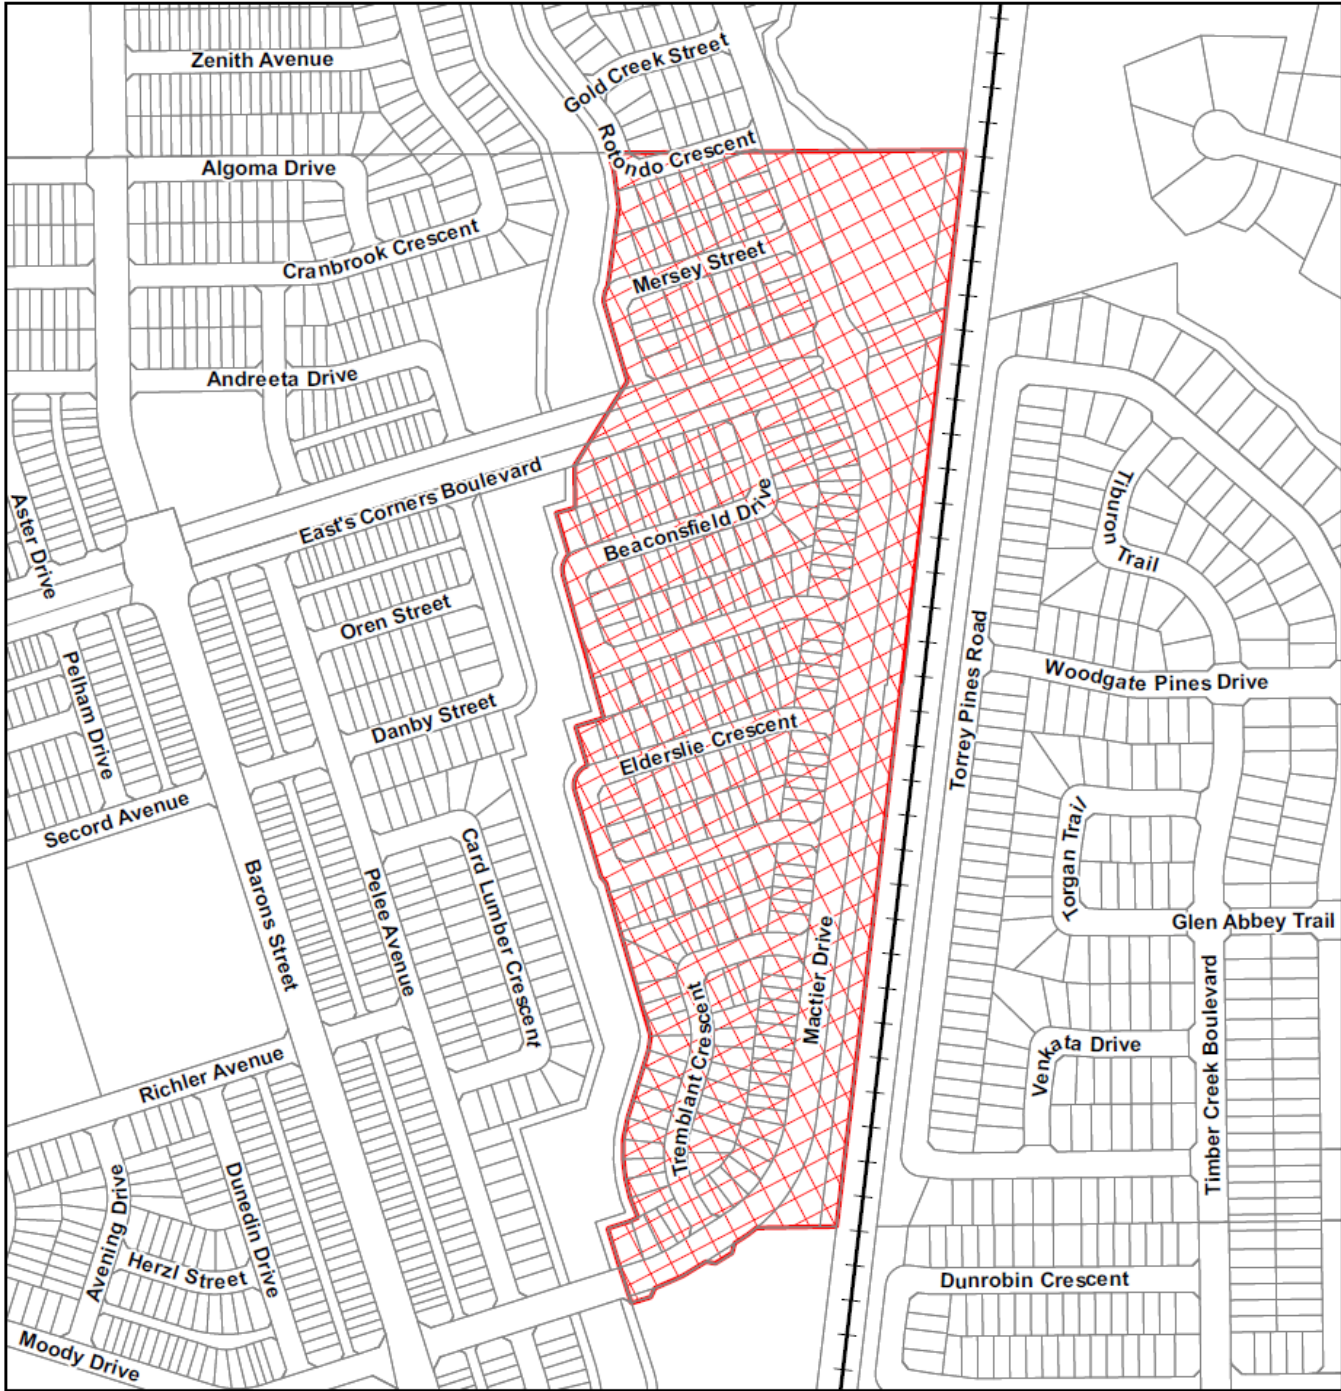 Zenith Avenue
Gold Creek Street
Rotondo Crescent
Algoma Drive
Cranbrook Crescent
Mersey Street
Andreeta Drive
East's Corners Boulevard
Aster Drive
Beaconsfield Drive
Tiburon
Trail
Oren Street
Pelham Drive
Danby Street
Elderslie Crescent
Torrey Pines Road
Woodgate Pines Drive
Second Avenue
Barons Street
Pelee Avenue
Card Lumber Crescent
Torgan Trail
Glen Abbey Trail
Mactier Drive
Tremblant Crescent
Richler Avenue
Venkata Drive
Timber Creek Boulevard
Avening Drive
Dunedin Drive
Herzl Street
Dunrobin Crescent
Moody Drive